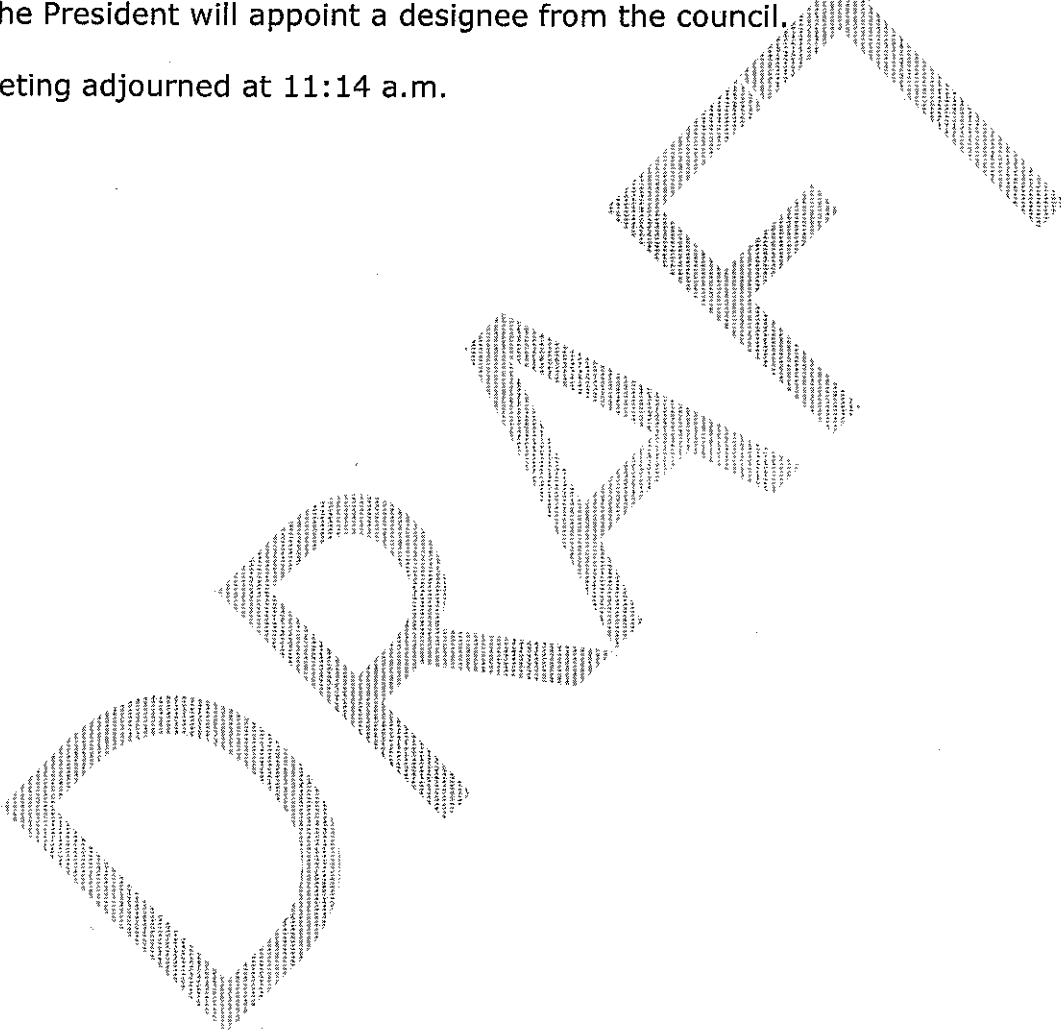 he President will appoint a designee from the council.
eting adjourned at 11:14 a.m.
DRAFT